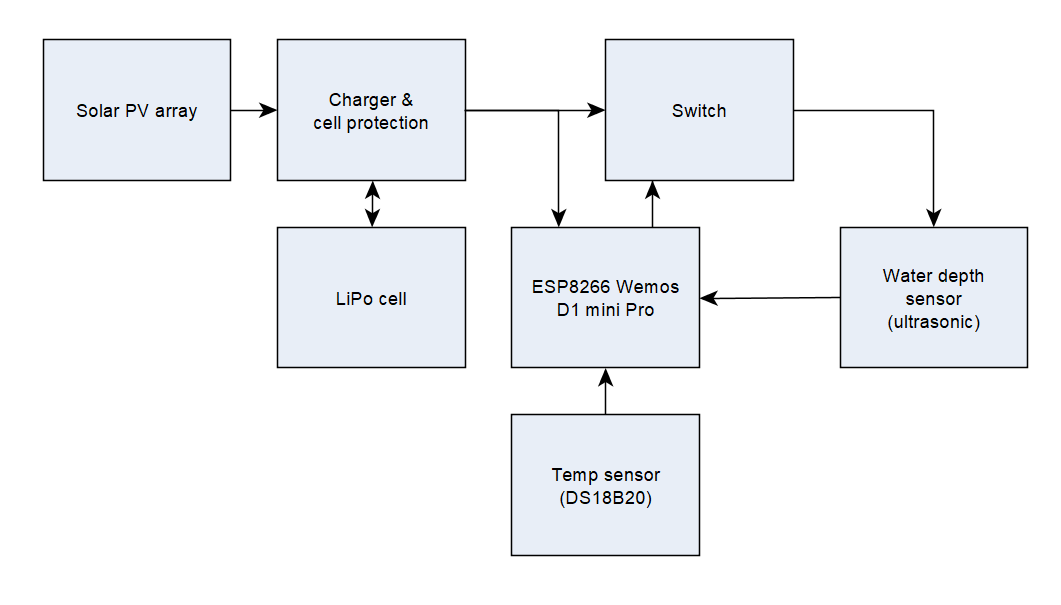 Solar PV array
Charger &
cell protection
Switch
LiPo cell
ESP8266 Wemos
D1 mini Pro
Water depth
sensor
(ultrasonic)
Temp sensor
(DS18B20)